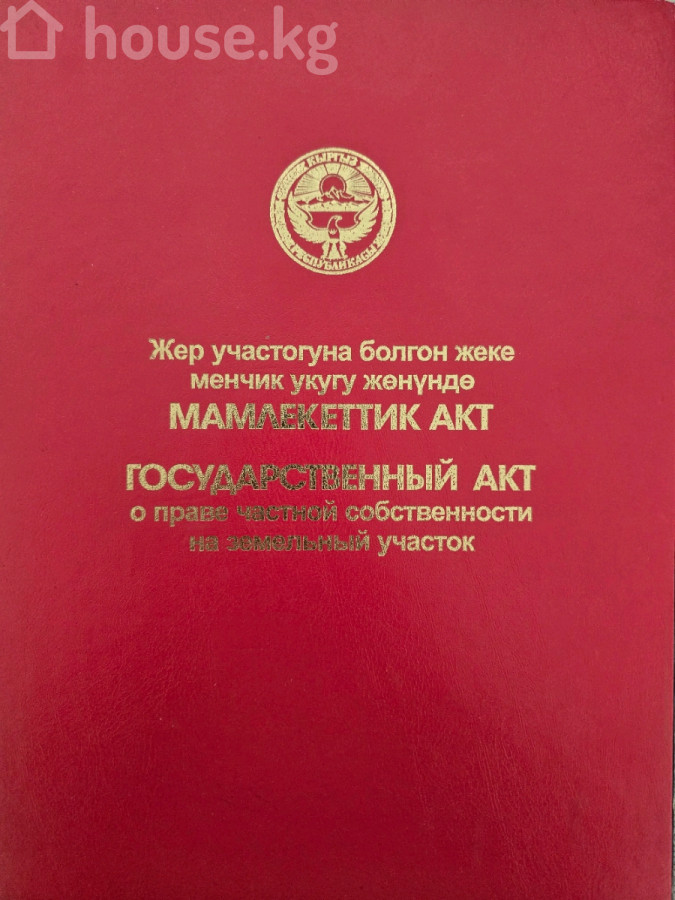 house.kg
КЫРГЫЗ
РЕСПУБЛИКАСЫ
Жер участогуна болгон жеке
менчик укугу жөнүндө
МАМЛЕКЕТТИК АКТ
ГОСУДАРСТВЕННЫЙ АКТ
о праве частной собственности
на земельный участок